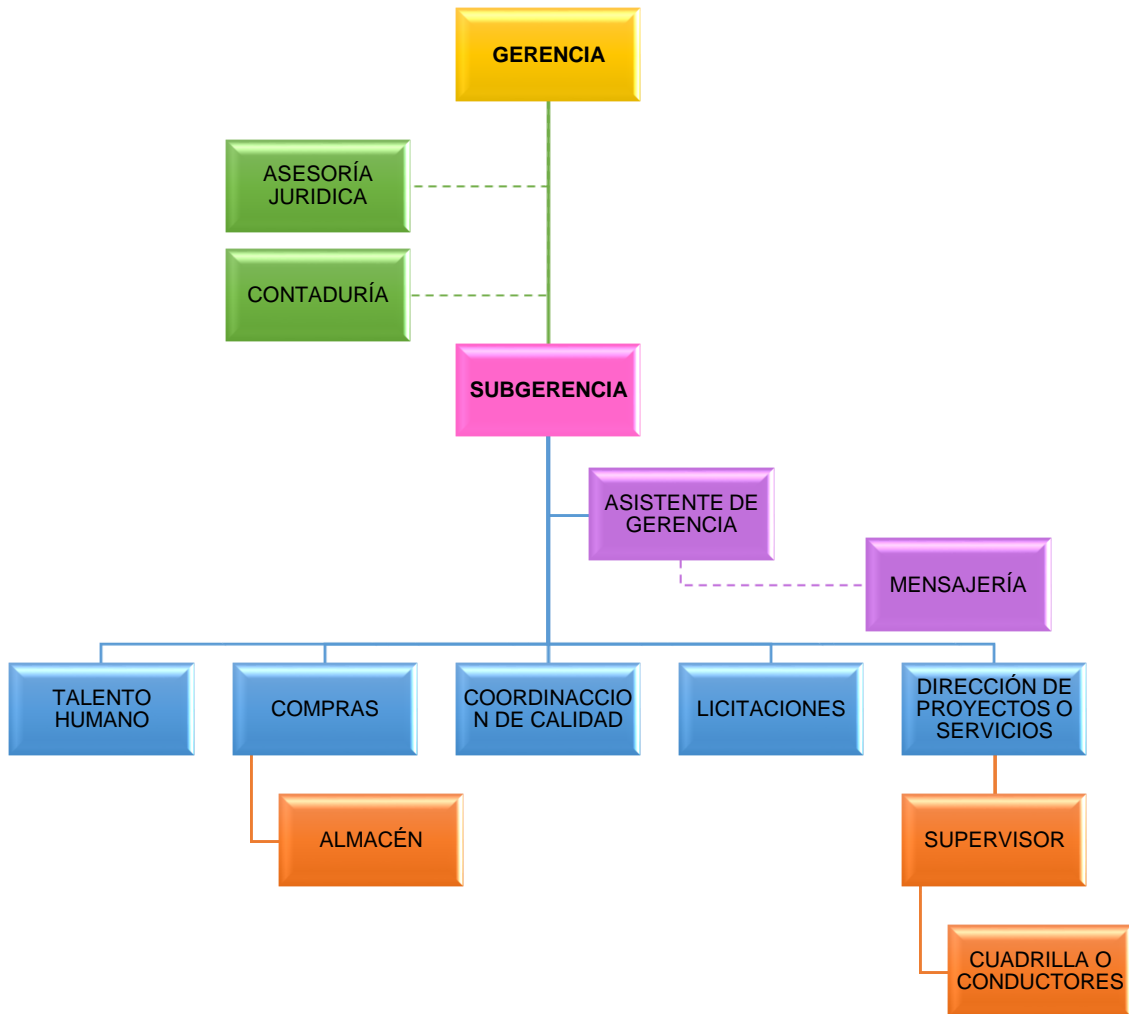 GERENCIA
ASESORÍA
JURIDICA
CONTADURÍA
SUBGERENCIA
ASISTENTE DE
GERENCIA
MENSAJERÍA
TALENTO
HUMANO
COMPRAS
COORDINACCIO
N DE CALIDAD
LICITACIONES
DIRECCIÓN DE
PROYECTOS O
SERVICIOS
ALMACÉN
SUPERVISOR
CUADRILLA O
CONDUCTORES